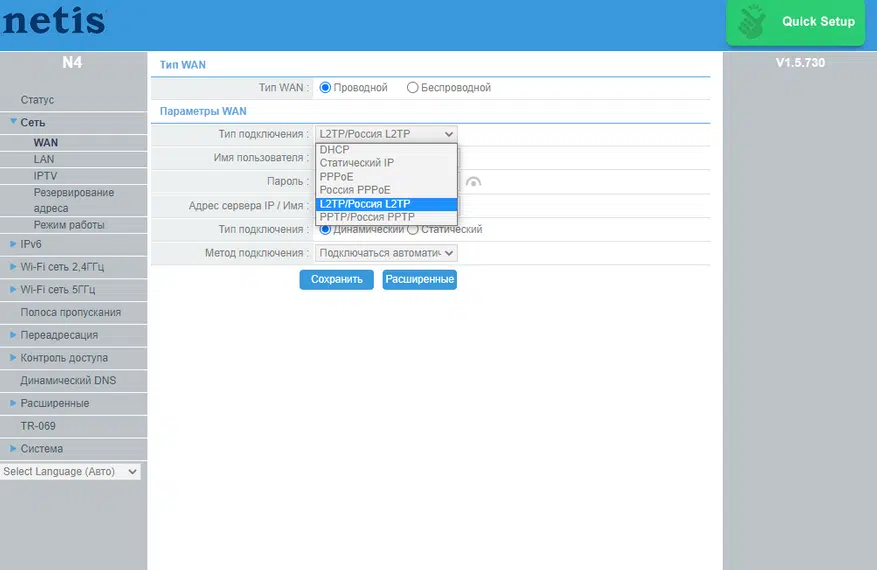 netis
Quick Setup
N4
V1.5.730
Статус
Сеть
WAN
LAN
IPTV
Резервирование
адреса
Режим работы
IPv6
Wi-Fi сеть 2,4ГГц
Wi-Fi сеть 5ГГц
Полоса пропускания
Переадресация
Контроль доступа
Динамический DNS
Расширенные
TR-069
Система
Select Language (Авто)
Тип WAN
Тип WAN : Проводной Беспроводной
Параметры WAN
Тип подключения : L2TP/Россия L2TP
DHCP
Статический IP
PPPoE
Россия PPPoE
L2TP/Россия L2TP
PPTP/Россия PPTP
Имя пользователя :
Пароль :
Адрес сервера IP / Имя :
Тип подключения : Динамический Статический
Метод подключения : Подключаться автомати
Сохранить Расширенные